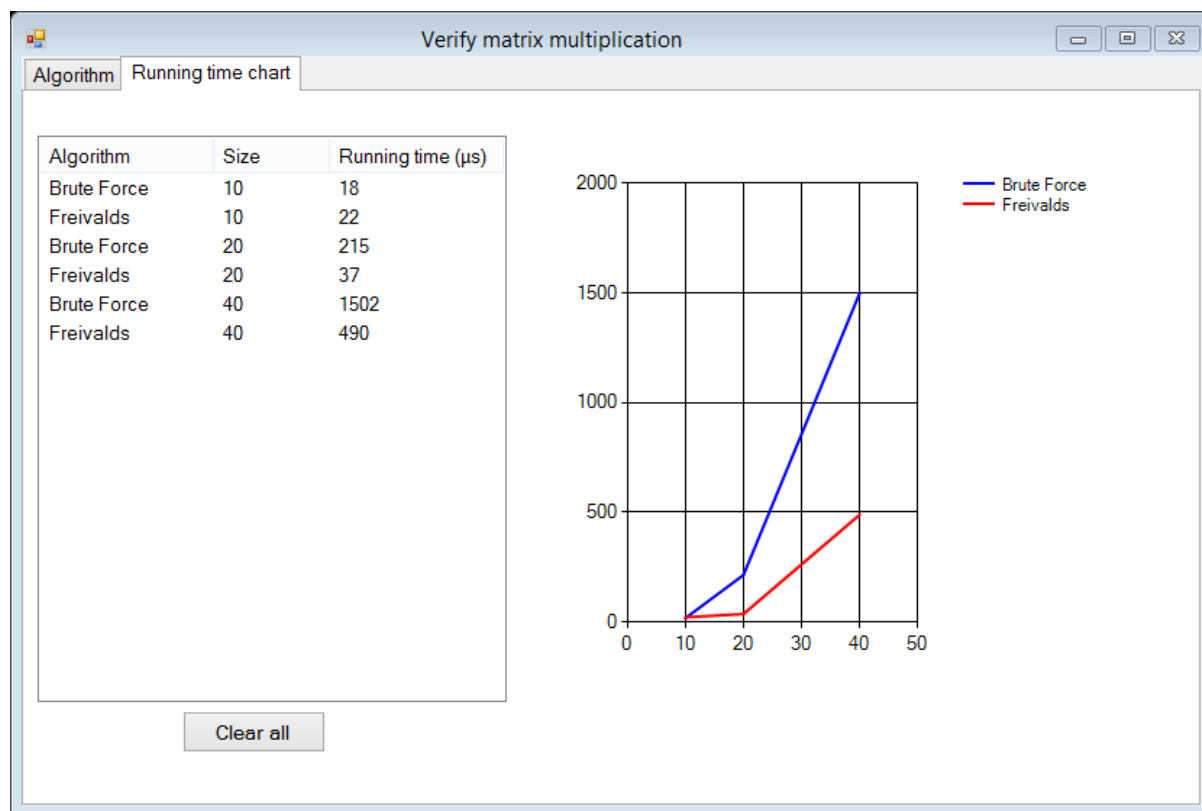 Verify matrix multiplication
Algorithm Running time chart
Algorithm Size Running time (µs)
Brute Force 10 18
Freivalds 10 22
Brute Force 20 215
Freivalds 20 37
Brute Force 40 1502
Freivalds 40 490
Clear all
2000
1500
1000
500
0
0 10 20 30 40 50
Brute Force
Freivalds